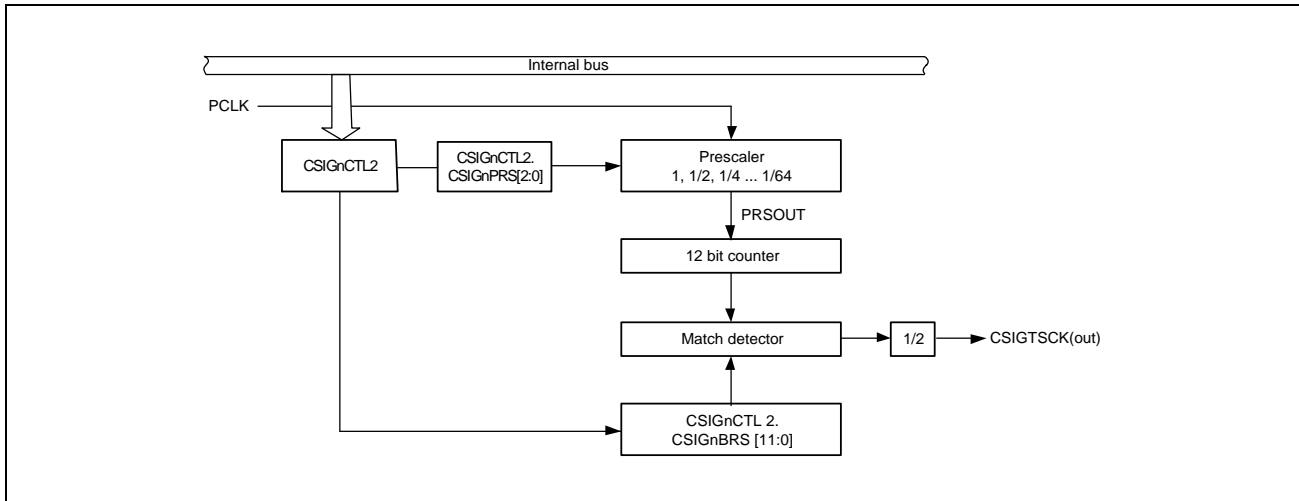 Internal bus
PCLK
CSIGnCTL2
CSIGnCTL2.
CSIGnPRS[2:0]
Prescaler
1, 1/2, 1/4 ... 1/64
PRSOUT
12 bit counter
Match detector
1/2
CSIGTSCK(out)
CSIGnCTL 2.
CSIGnBRS [11:0]